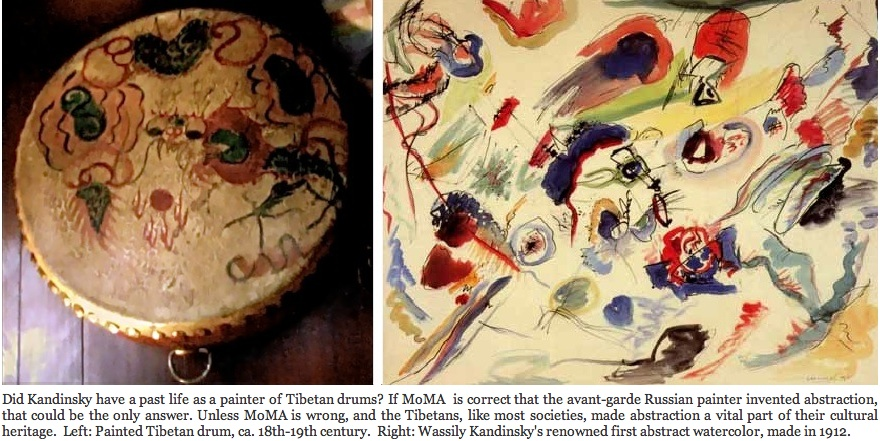 Did Kandinsky have a past life as a painter of Tibetan drums? If MoMA is correct that the avant-garde Russian painter invented abstraction,
that could be the only answer. Unless MoMA is wrong, and the Tibetans, like most societies, made abstraction a vital part of their cultural
heritage. Left: Painted Tibetan drum, ca. 18th-19th century. Right: Wassily Kandinsky's renowned first abstract watercolor, made in 1912.